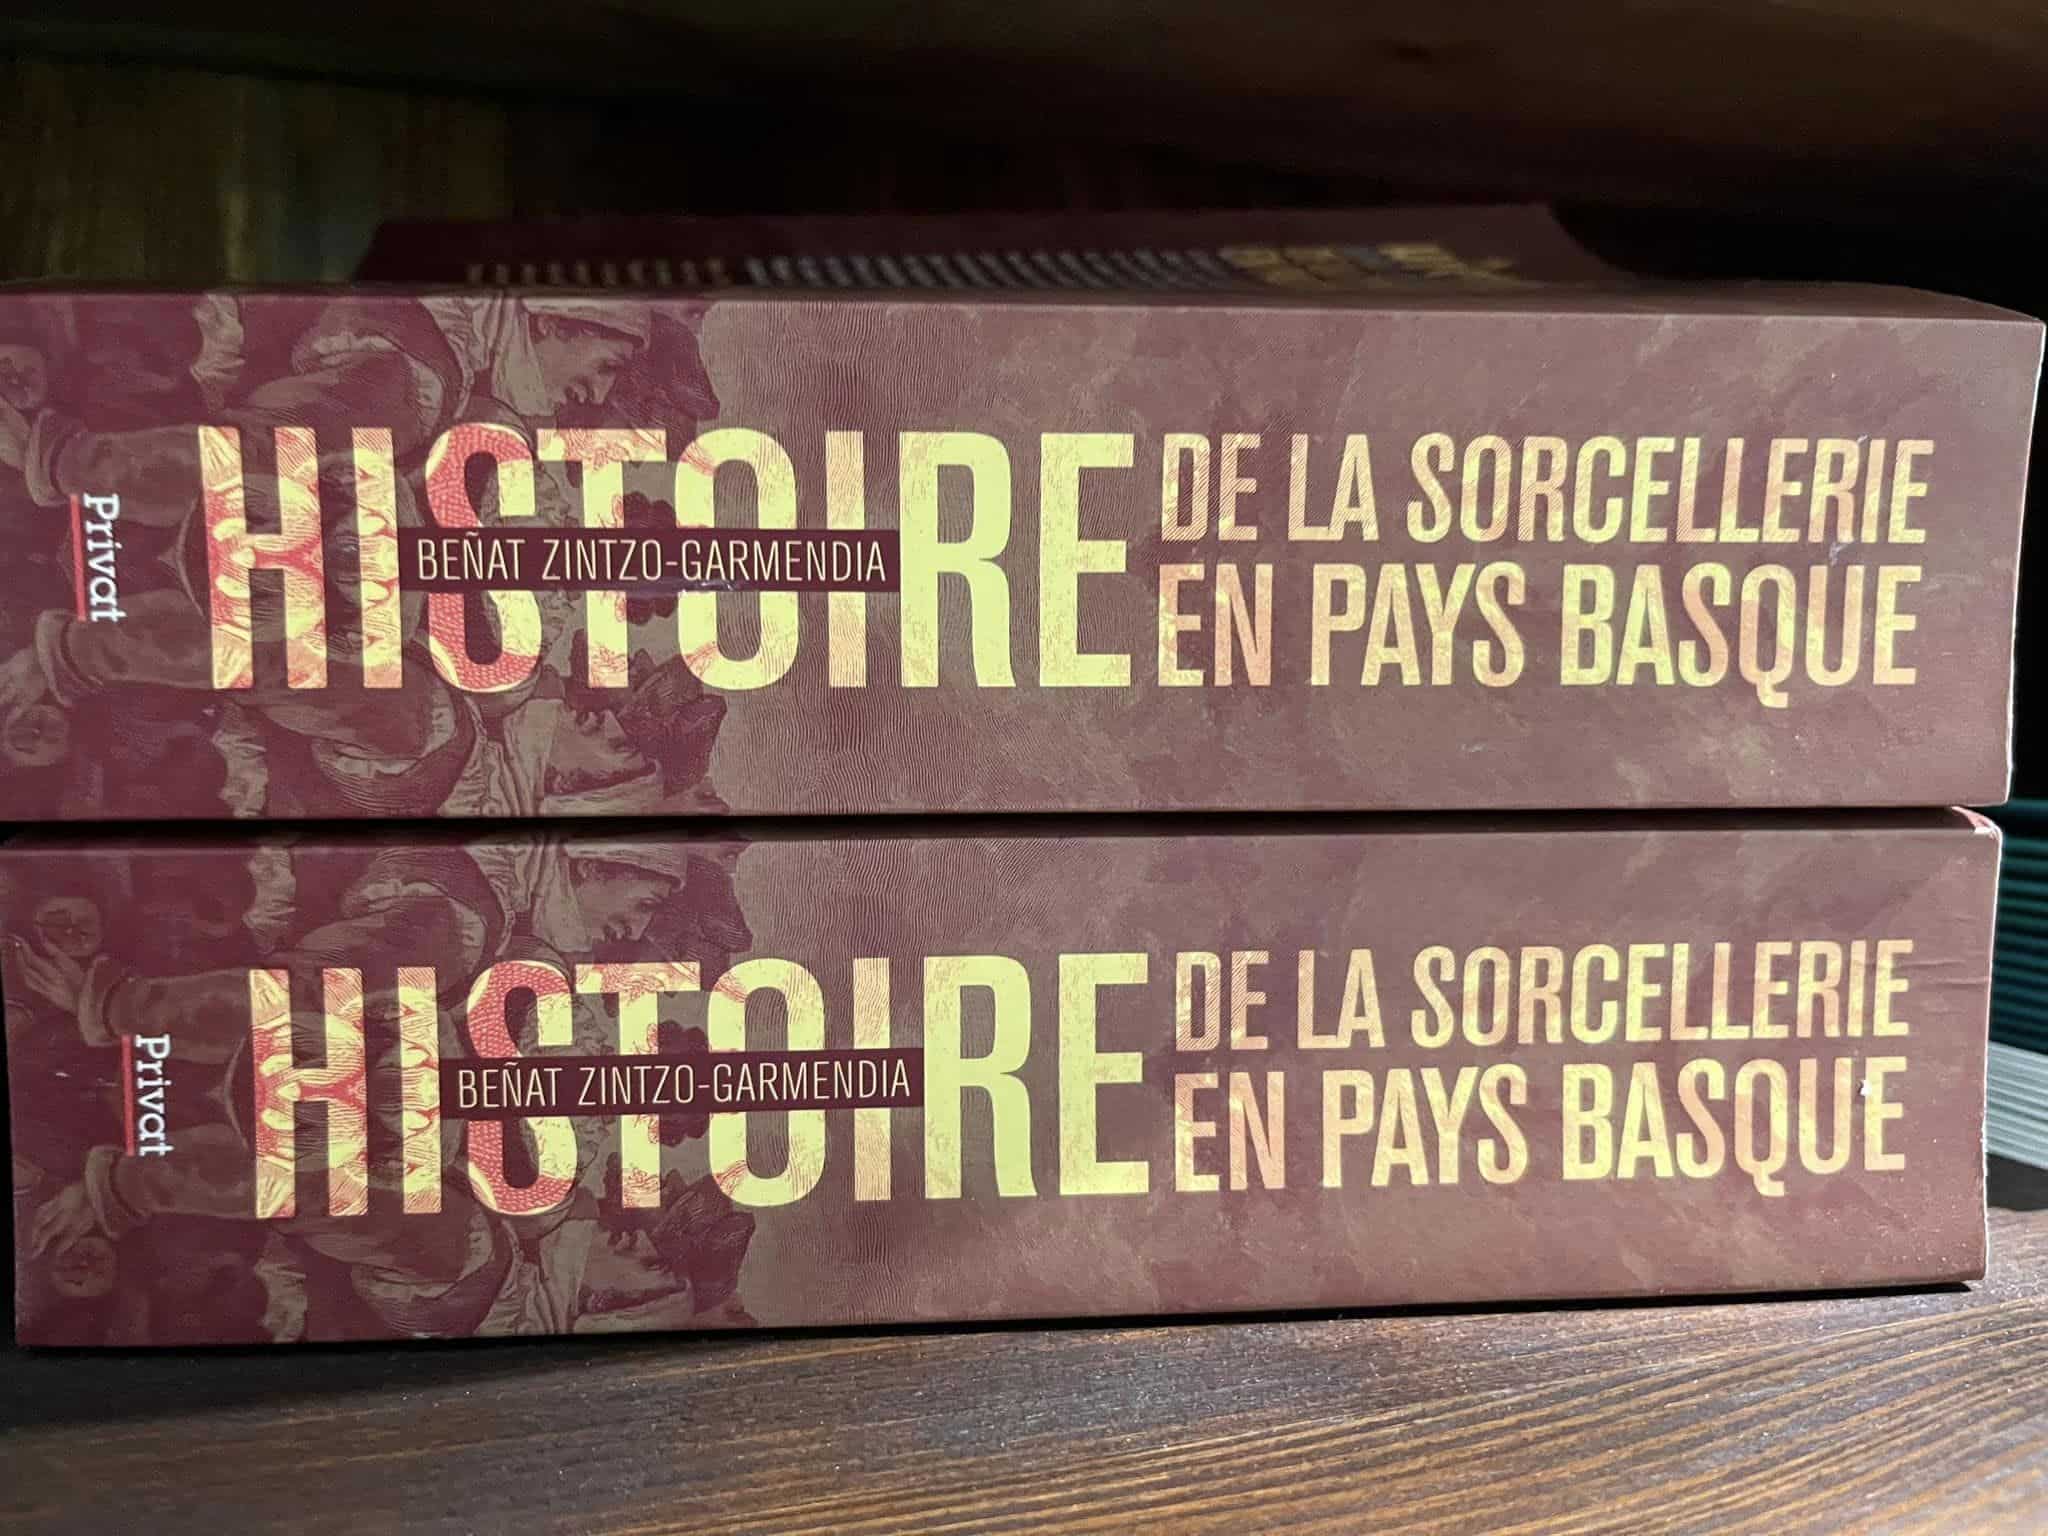 Privat
HISTOIRE
BEÑAT ZINTZO-GARMENDIA
DE LA SORCELLERIE
EN PAYS BASQUE
Privat
HISTOIRE
BEÑAT ZINTZO-GARMENDIA
DE LA SORCELLERIE
EN PAYS BASQUE